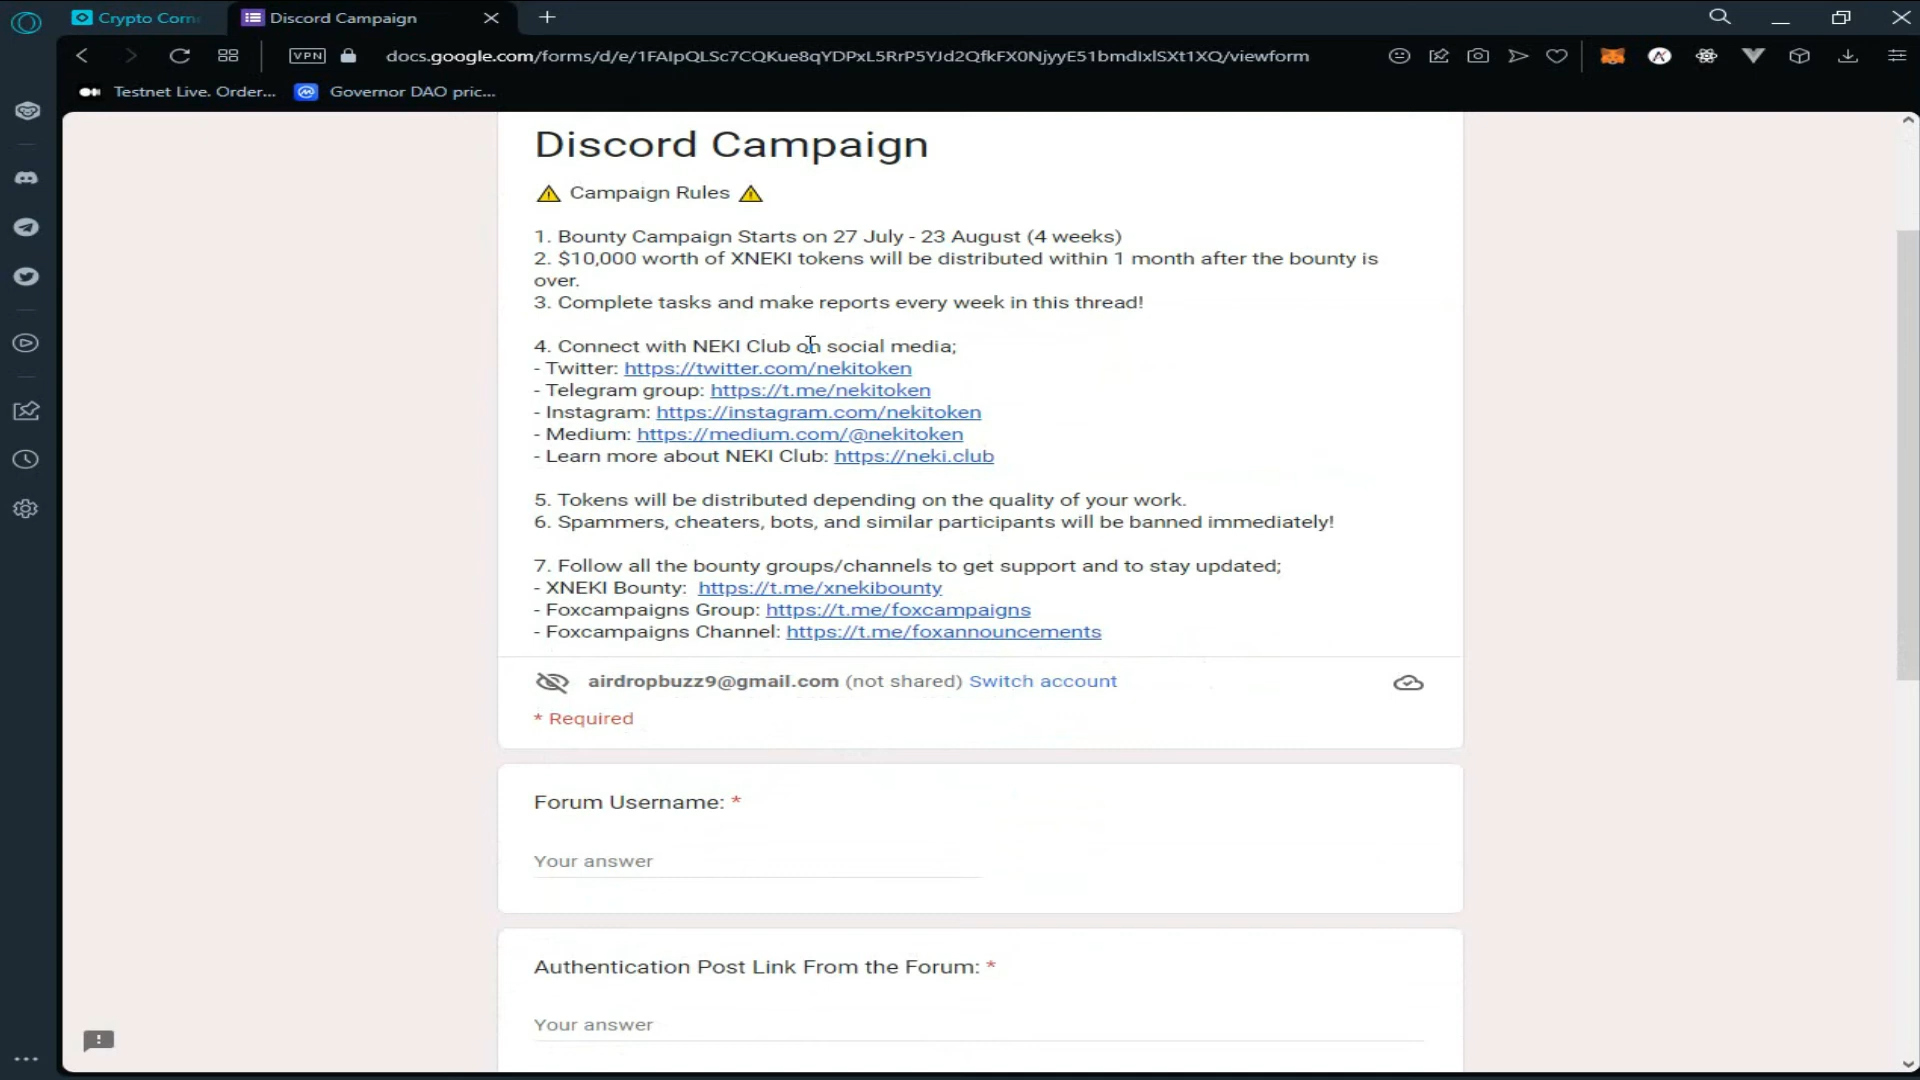 Crypto Corn
Discord Campaign
VPN
docs.google.com/forms/d/e/1FAIpQLSc7CQKue8qYDPxL5RrP5YJd2QfkFX0NjyyE51bmdIxlSXt1XQ/viewform
Testnet Live. Order...
Governor DAO pric...
Discord Campaign
⚠ Campaign Rules ⚠
1. Bounty Campaign Starts on 27 July - 23 August (4 weeks)
2. $10,000 worth of XNEKI tokens will be distributed within 1 month after the bounty is
over.
3. Complete tasks and make reports every week in this thread!
4. Connect with NEKI Club on social media;
- Twitter: https://twitter.com/nekitoken
- Telegram group: https://t.me/nekitoken
- Instagram: https://instagram.com/nekitoken
- Medium: https://medium.com/@nekitoken
- Learn more about NEKI Club: https://neki.club
5. Tokens will be distributed depending on the quality of your work.
6. Spammers, cheaters, bots, and similar participants will be banned immediately!
7. Follow all the bounty groups/channels to get support and to stay updated;
- XNEKI Bounty: https://t.me/xnekibounty
- Foxcampaigns Group: https://t.me/foxcampaigns
- Foxcampaigns Channel: https://t.me/foxannouncements
airdropbuzz9@gmail.com (not shared) Switch account
* Required
Forum Username: *
Your answer
Authentication Post Link From the Forum: *
Your answer